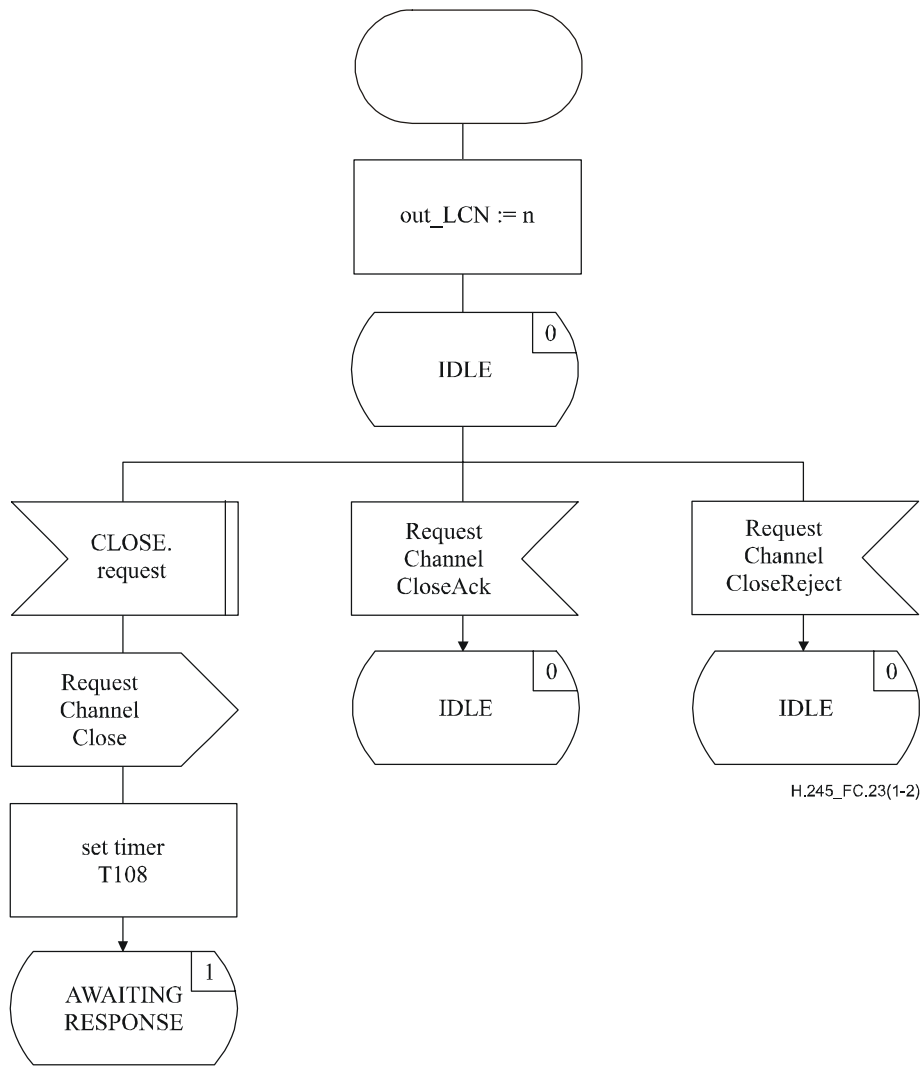 out_LCN := n
0
IDLE
CLOSE.
request
Request
Channel
CloseAck
Request
Channel
CloseReject
Request
Channel
Close
0
IDLE
0
IDLE
H.245_FC.23(1-2)
set timer
T108
1
AWAITING
RESPONSE